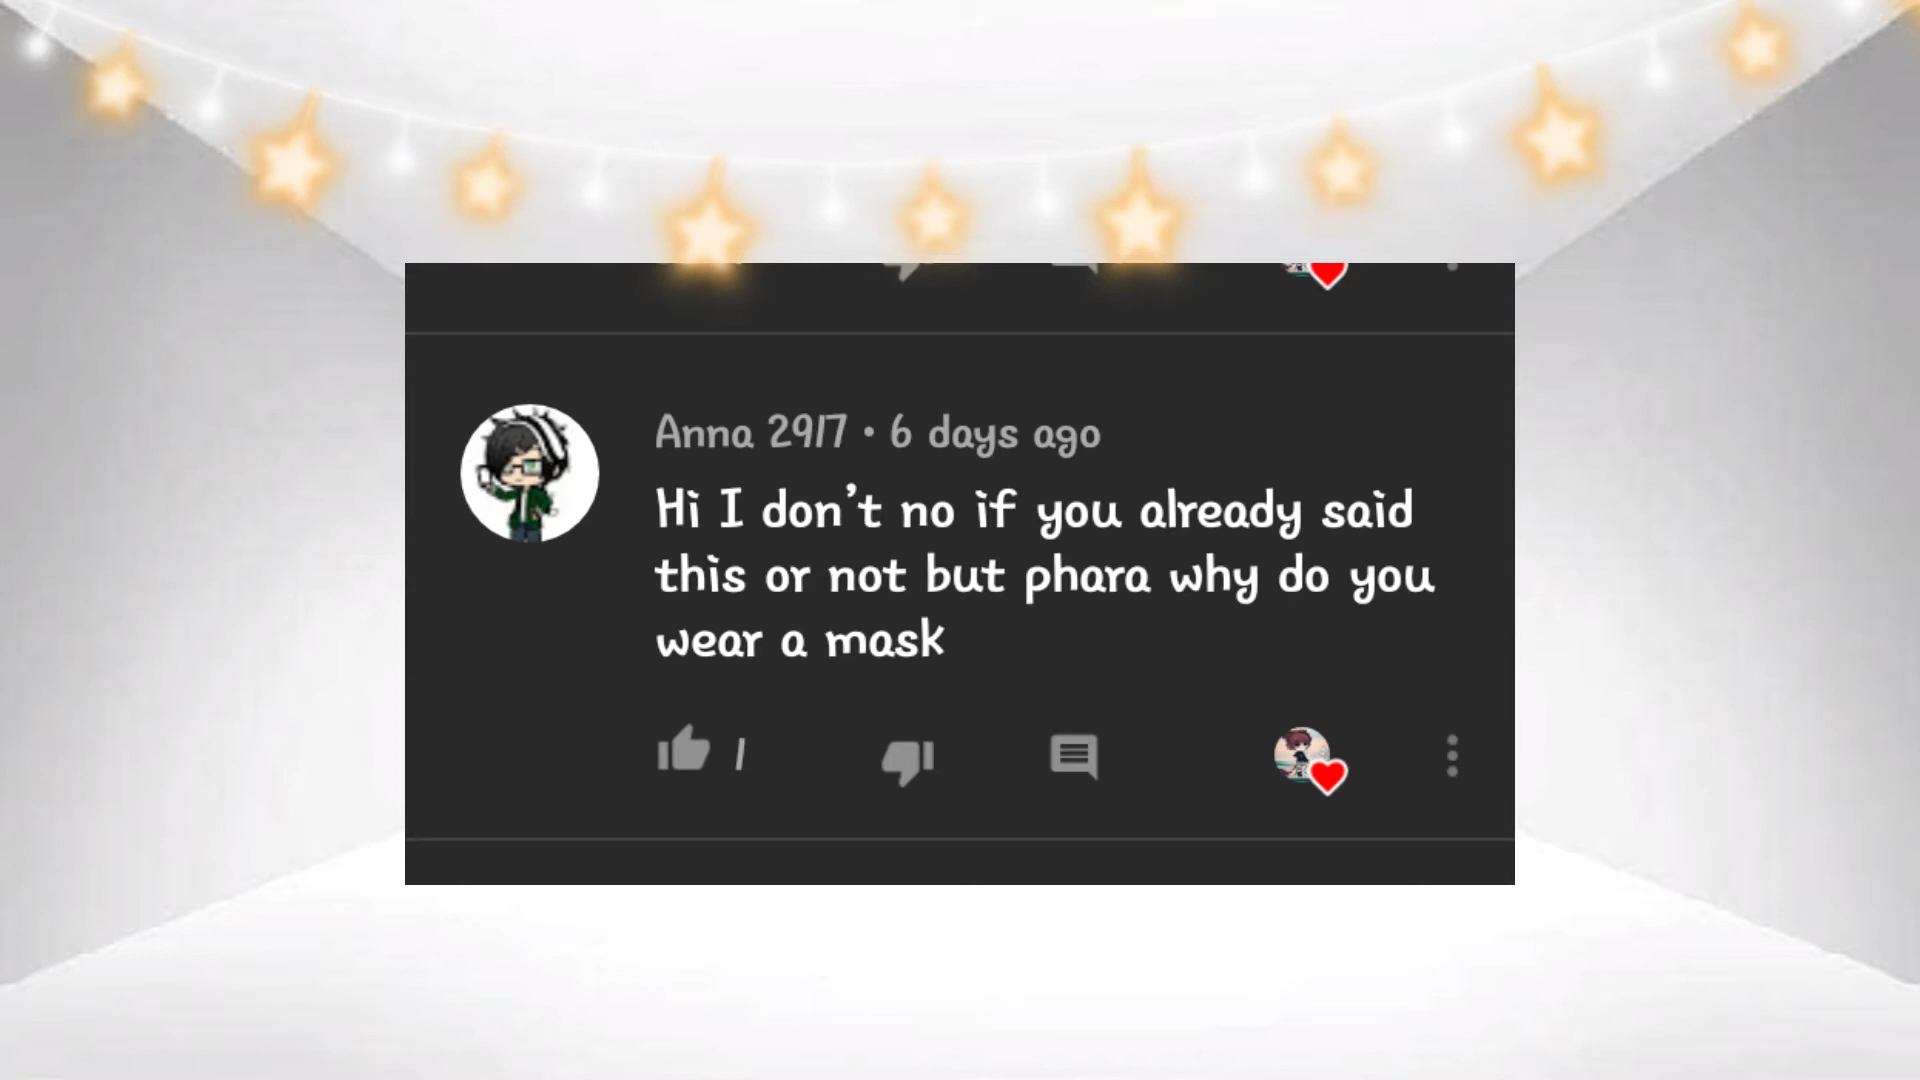 Anna 2917 • 6 days ago
Hi I don't no if you already said
this or not but phara why do you
wear a mask
1